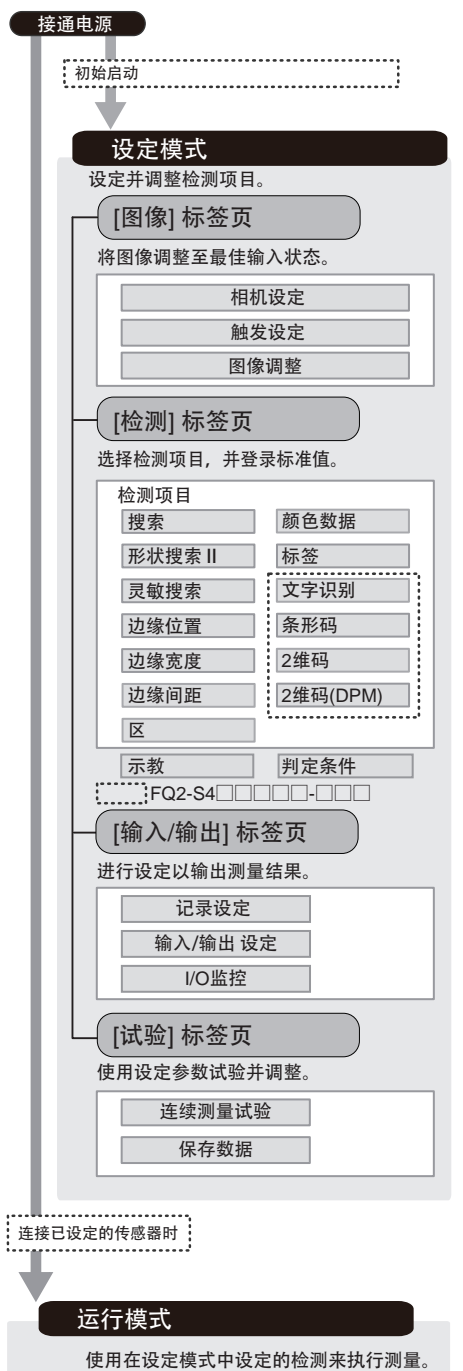 接通电源
初始启动
设定模式
设定并调整检测项目。
[图像] 标签页
将图像调整至最佳输入状态。
相机设定
触发设定
图像调整
[检测] 标签页
选择检测项目，并登录标准值。
检测项目
搜索
颜色数据
形状搜索 II
标签
灵敏搜索
文字识别
边缘位置
条形码
边缘宽度
2维码
边缘间距
2维码(DPM)
区
示教
判定条件
FQ2-S4□□□□□-□□□
[输入/输出] 标签页
进行设定以输出测量结果。
记录设定
输入/输出 设定
I/O监控
[试验] 标签页
使用设定参数试验并调整。
连续测量试验
保存数据
连接已设定的传感器时
运行模式
使用在设定模式中设定的检测来执行测量。